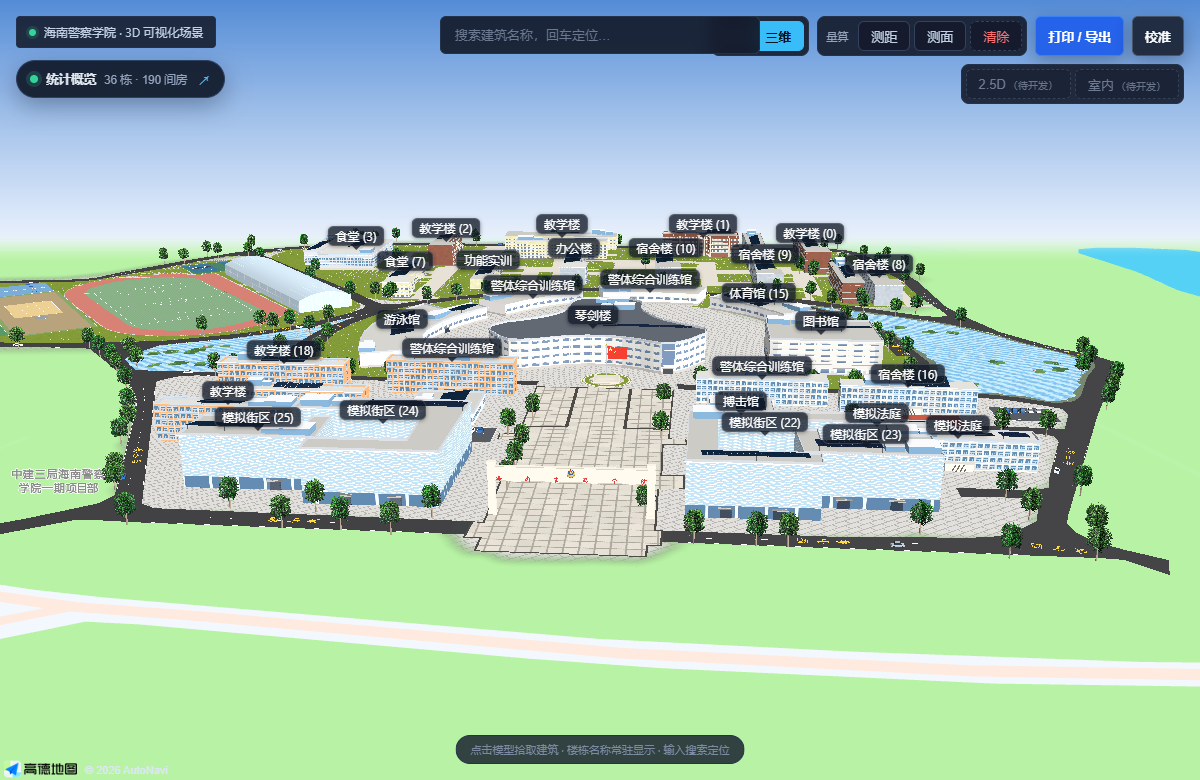 海南警察学院 · 3D 可视化场景
搜索建筑名称，回车定位...
三维
量算
测距
测面
清除
打印 / 导出
校准
统计概览 36 栋 · 190 间房 ↗
2.5D （待开发）
室内 （待开发）
教学楼
教学楼 (1)
教学楼 (2)
食堂 (3)
教学楼 (0)
办公楼
宿舍楼 (10)
宿舍楼 (9)
食堂 (7)
功能实训
宿舍楼 (8)
警体综合训练馆
警体综合训练馆
体育馆 (15)
琴剑楼
游泳馆
图书馆
教学楼 (18)
警体综合训练馆
警体综合训练馆
宿舍楼 (16)
教学楼
搏击馆
模拟街区 (24)
模拟法庭
模拟街区 (25)
模拟街区 (22)
模拟法庭
模拟街区 (23)
中建三局海南警察
学院一期项目部
点击模型拾取建筑 · 楼栋名称常驻显示 · 输入搜索定位
高德地图
© 2026 AutoNavi